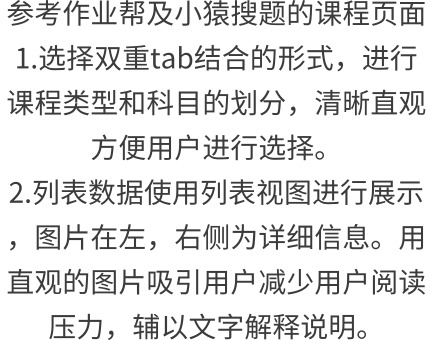 参考作业帮及小猿搜题的课程页面
1.选择双重tab结合的形式，进行
课程类型和科目的划分，清晰直观
方便用户进行选择。
2.列表数据使用列表视图进行展示
，图片在左，右侧为详细信息。用
直观的图片吸引用户减少用户阅读
压力，辅以文字解释说明。